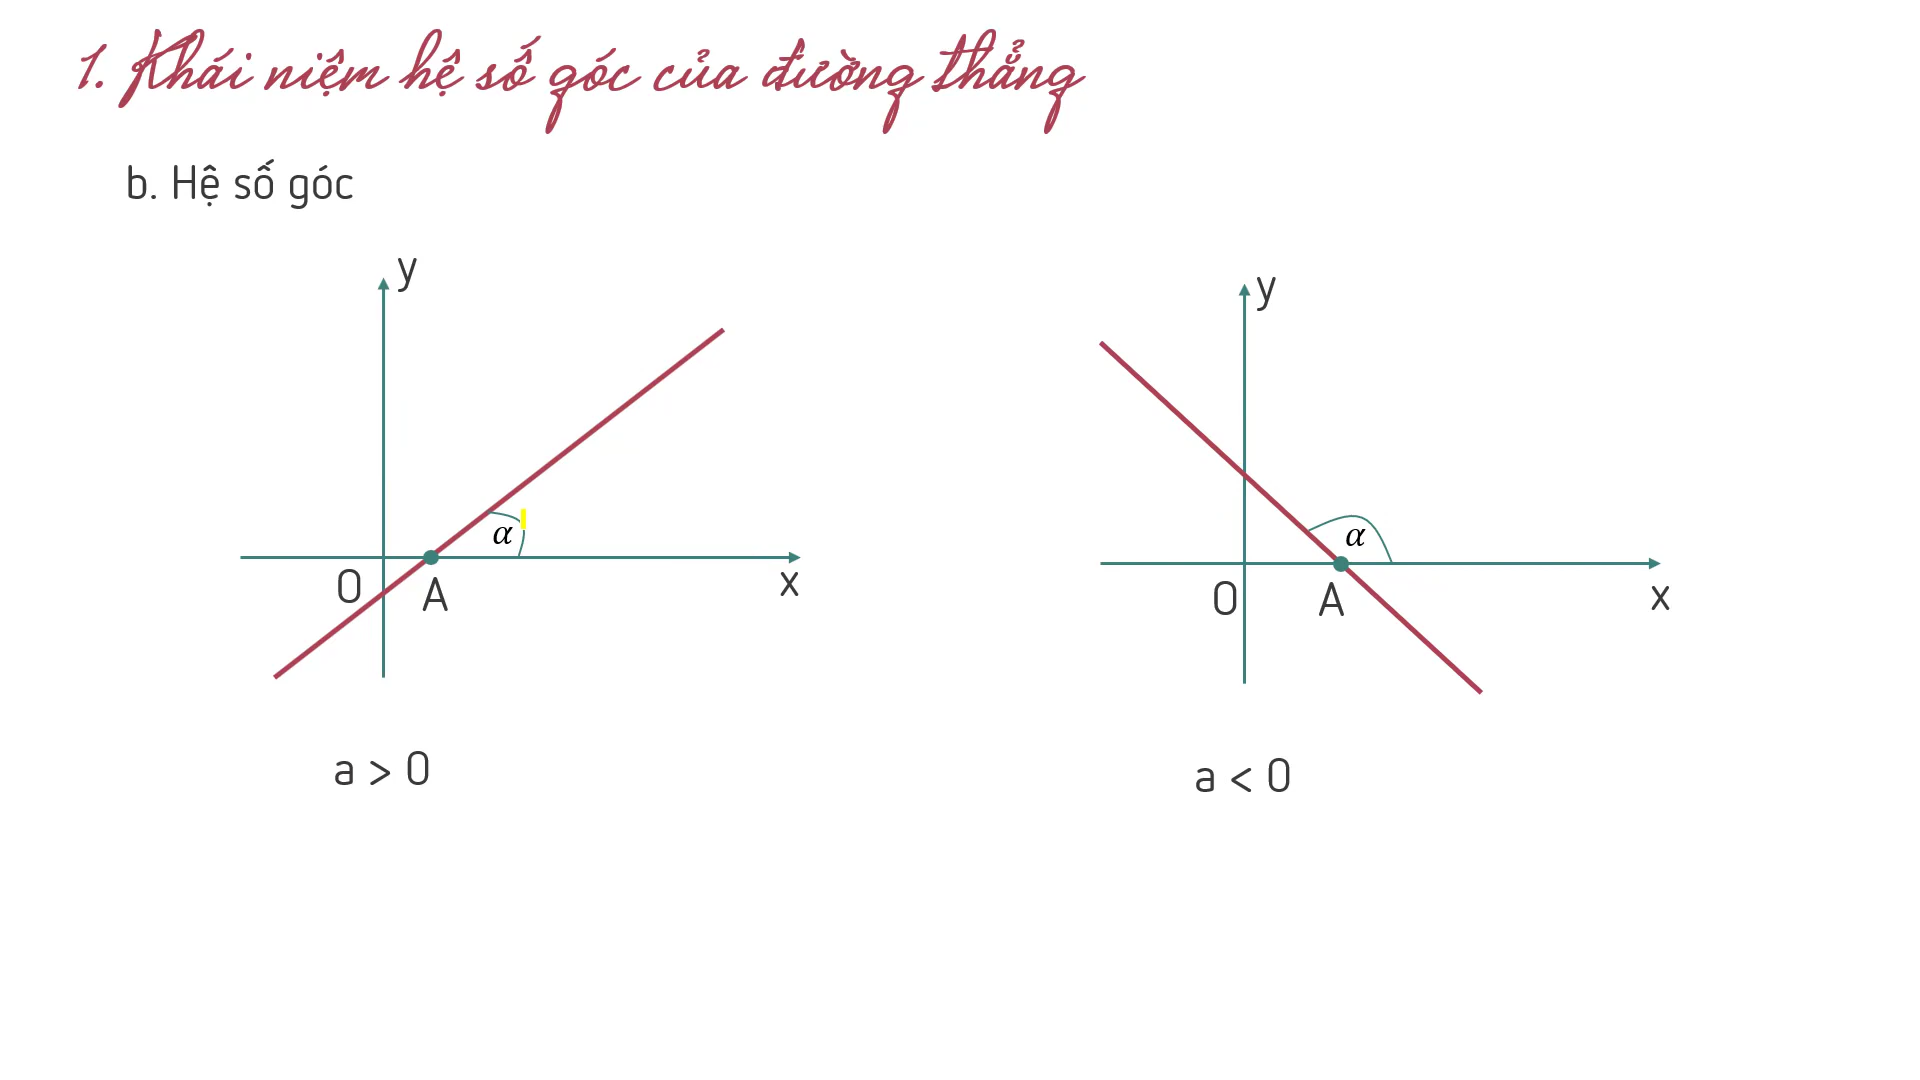 1. Khái niệm hệ số góc của đường thẳng
b. Hệ số góc
y
α
O
A
x
a > 0
y
α
O
A
x
a < 0